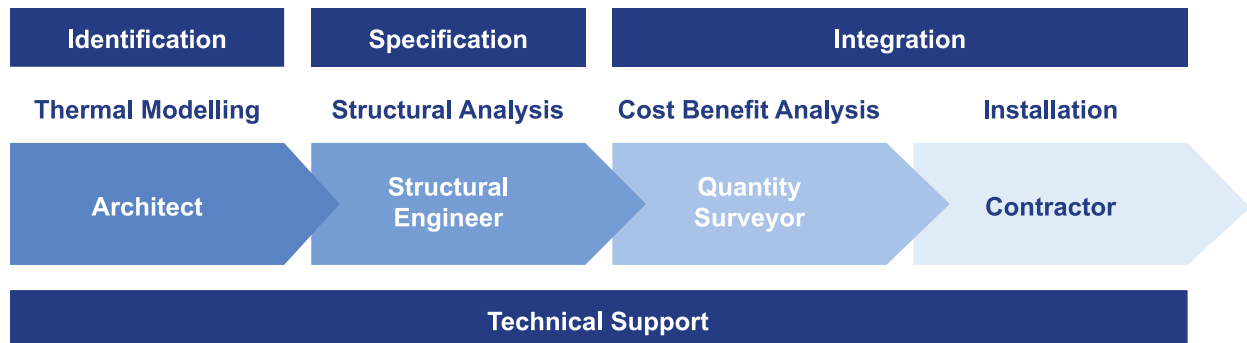 Identification
Specification
Integration
Thermal Modelling
Structural Analysis
Cost Benefit Analysis
Installation
Architect
Structural
Engineer
Quantity
Surveyor
Contractor
Technical Support